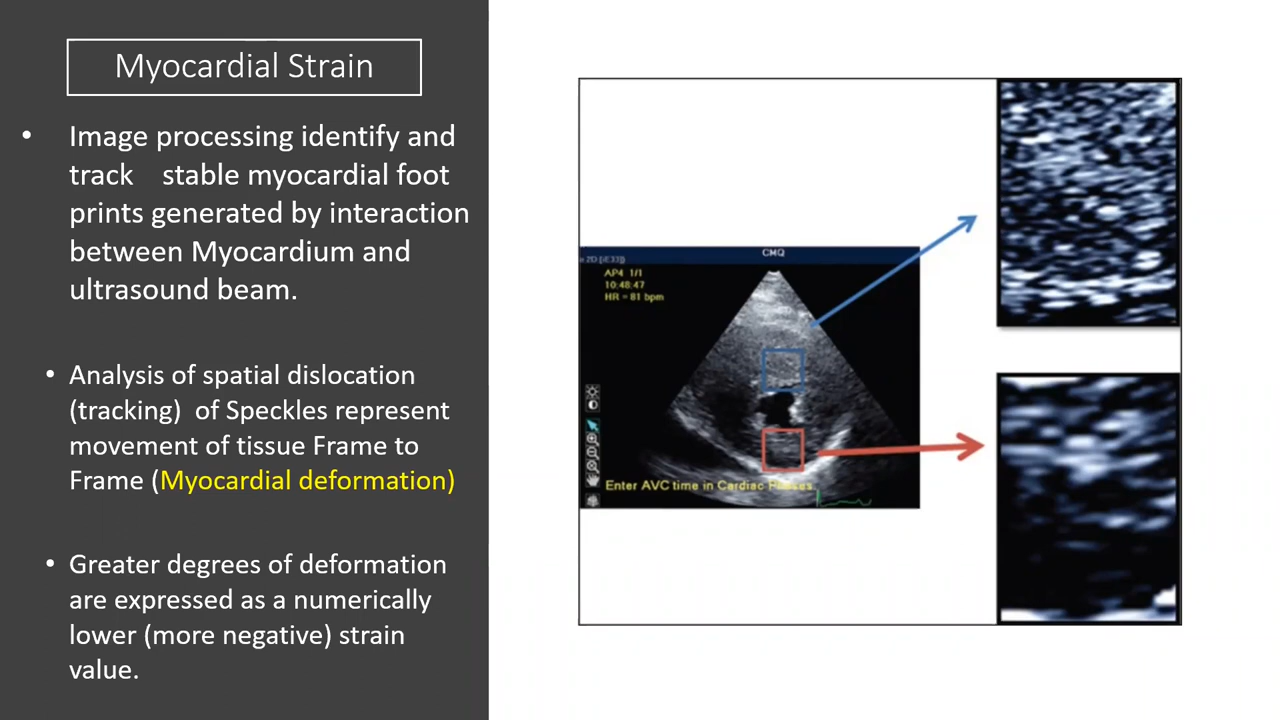 Myocardial Strain
• Image processing identify and
track stable myocardial foot
prints generated by interaction
between Myocardium and
ultrasound beam.
• Analysis of spatial dislocation
(tracking) of Speckles represent
movement of tissue Frame to
Frame (Myocardial deformation)
• Greater degrees of deformation
are expressed as a numerically
lower (more negative) strain
value.
CMQ
2D [iE33])
AP4 1/1
10:48:47
HR = 81 bpm
Enter AVC time in Cardiac Phases.